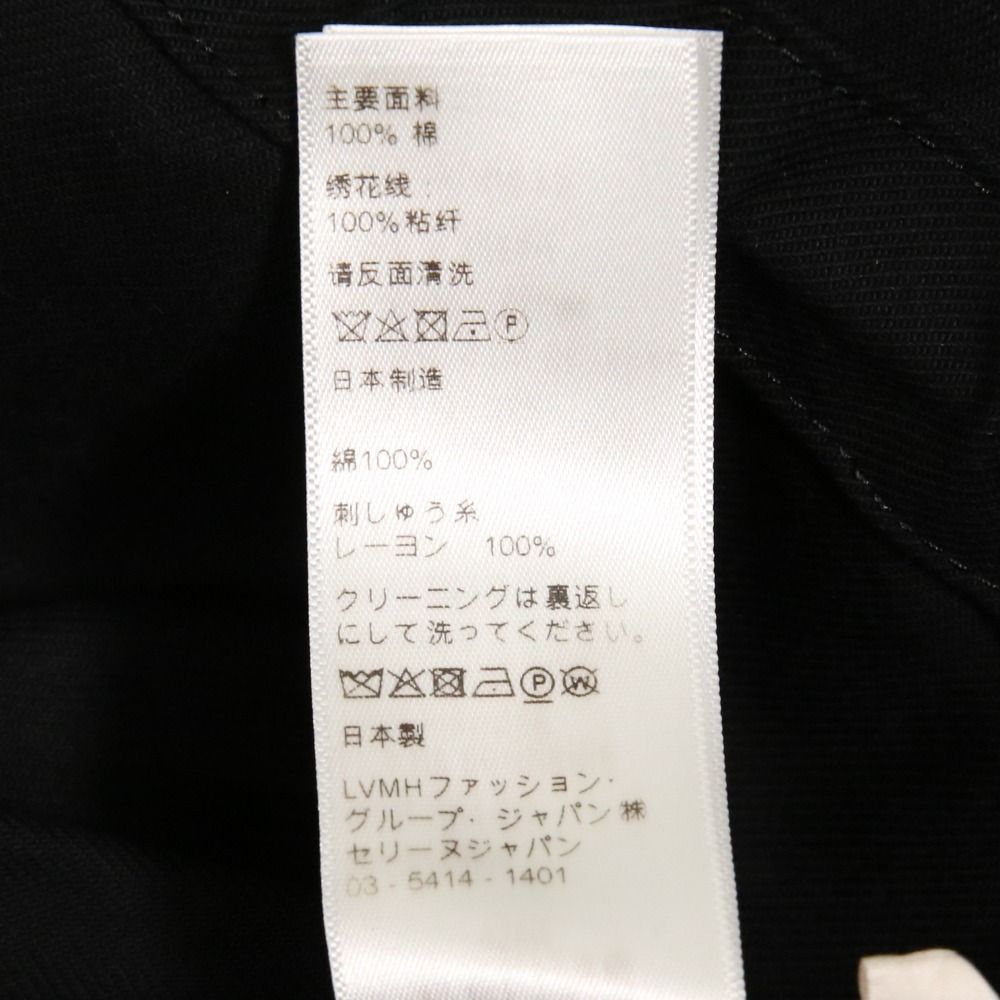 主要面料
100% 棉
绣花线
100%粘纤
请反面清洗
P
日本制造
綿100%
刺しゅう糸
レーヨン 100%
クリーニングは裏返し
にして洗ってください。
P W
日本製
LVMHファッション・
グループ・ジャパン㈱
セリーヌジャパン
03 - 5414 - 1401